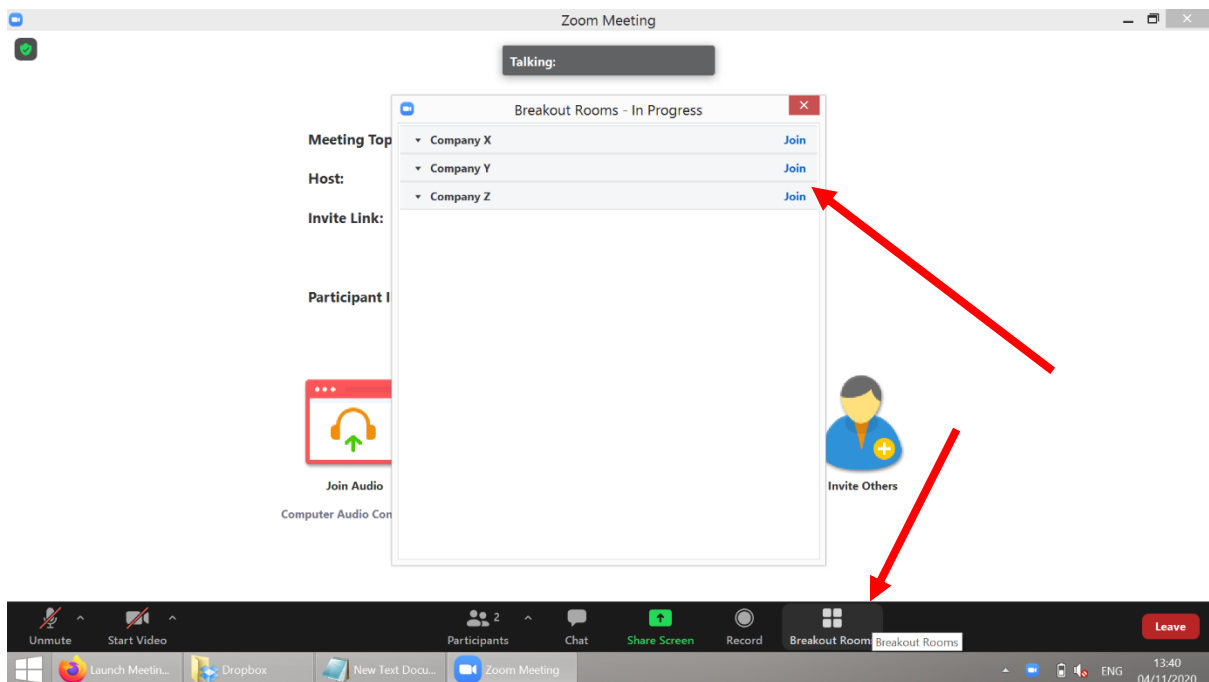 Zoom Meeting
Talking:
Breakout Rooms - In Progress
Meeting Top
Company X Join
Host:
Company Y Join
Company Z Join
Invite Link:
Participant I
Join Audio
Invite Others
Computer Audio Con
2
Unmute Start Video Participants Chat Share Screen Record Breakout Room Breakout Rooms Leave
Launch Meetin... Dropbox New Text Docu... Zoom Meeting ENG 13:40
04/11/2020